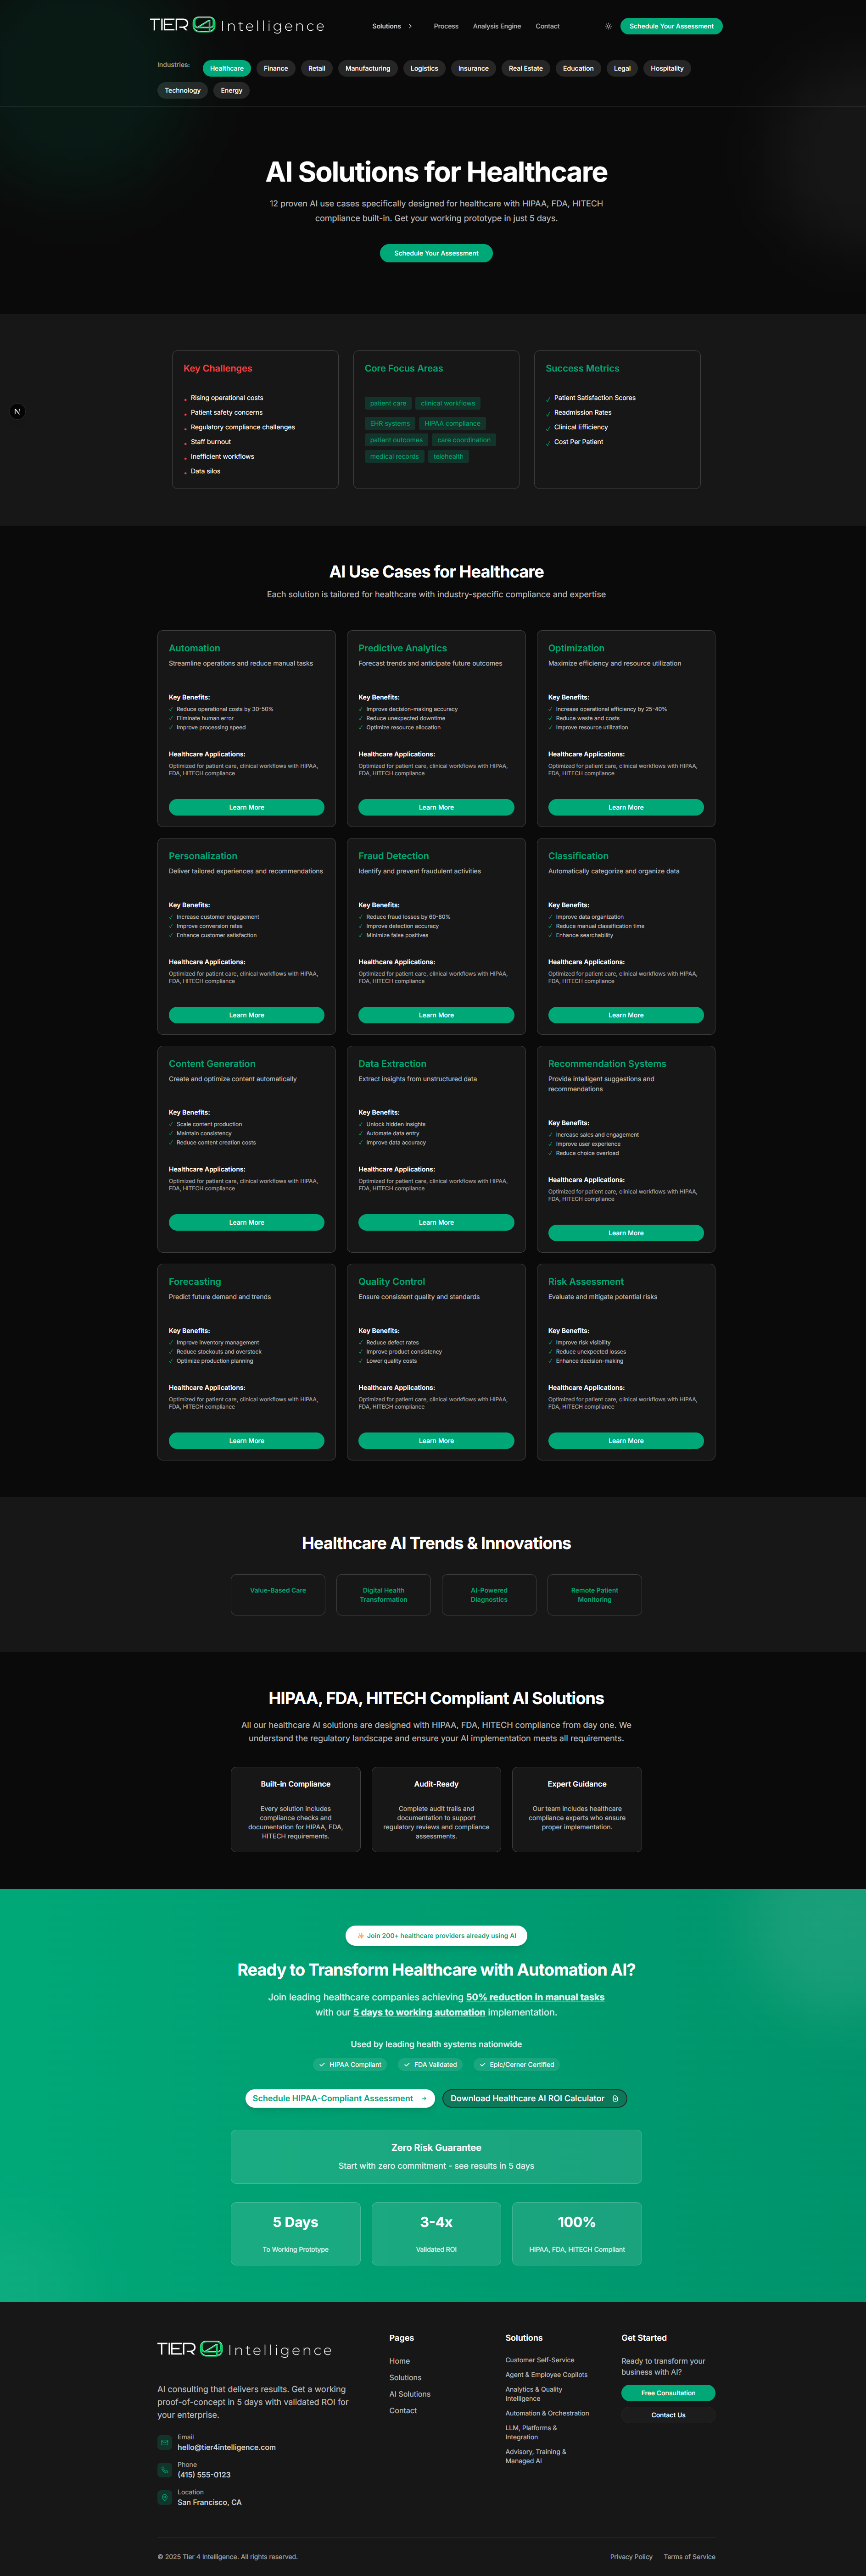 TIER 4 Intelligence
Solutions
Process
Analysis Engine
Contact
Schedule Your Assessment
Industries:
Healthcare
Finance
Retail
Manufacturing
Logistics
Insurance
Real Estate
Education
Legal
Hospitality
Technology
Energy
AI Solutions for Healthcare
12 proven AI use cases specifically designed for healthcare with HIPAA, FDA, HITECH
compliance built-in. Get your working prototype in just 5 days.
Schedule Your Assessment
N
Key Challenges
Rising operational costs
Patient safety concerns
Regulatory compliance challenges
Staff burnout
Inefficient workflows
Data silos
Core Focus Areas
patient care
clinical workflows
EHR systems
HIPAA compliance
patient outcomes
care coordination
medical records
telehealth
Success Metrics
Patient Satisfaction Scores
Readmission Rates
Clinical Efficiency
Cost Per Patient
AI Use Cases for Healthcare
Each solution is tailored for healthcare with industry-specific compliance and expertise
Automation
Streamline operations and reduce manual tasks
Key Benefits:
Reduce operational costs by 30-50%
Eliminate human error
Improve processing speed
Healthcare Applications:
Optimized for patient care, clinical workflows with HIPAA,
FDA, HITECH compliance
Learn More
Predictive Analytics
Forecast trends and anticipate future outcomes
Key Benefits:
Improve decision-making accuracy
Reduce unexpected downtime
Optimize resource allocation
Healthcare Applications:
Optimized for patient care, clinical workflows with HIPAA,
FDA, HITECH compliance
Learn More
Optimization
Maximize efficiency and resource utilization
Key Benefits:
Increase operational efficiency by 25-40%
Reduce waste and costs
Improve resource utilization
Healthcare Applications:
Optimized for patient care, clinical workflows with HIPAA,
FDA, HITECH compliance
Learn More
Personalization
Deliver tailored experiences and recommendations
Key Benefits:
Increase customer engagement
Improve conversion rates
Enhance customer satisfaction
Healthcare Applications:
Optimized for patient care, clinical workflows with HIPAA,
FDA, HITECH compliance
Learn More
Fraud Detection
Identify and prevent fraudulent activities
Key Benefits:
Reduce fraud losses by 60-80%
Improve detection accuracy
Minimize false positives
Healthcare Applications:
Optimized for patient care, clinical workflows with HIPAA,
FDA, HITECH compliance
Learn More
Classification
Automatically categorize and organize data
Key Benefits:
Improve data organization
Reduce manual classification time
Enhance searchability
Healthcare Applications:
Optimized for patient care, clinical workflows with HIPAA,
FDA, HITECH compliance
Learn More
Content Generation
Create and optimize content automatically
Key Benefits:
Scale content production
Maintain consistency
Reduce content creation costs
Healthcare Applications:
Optimized for patient care, clinical workflows with HIPAA,
FDA, HITECH compliance
Learn More
Data Extraction
Extract insights from unstructured data
Key Benefits:
Unlock hidden insights
Automate data entry
Improve data accuracy
Healthcare Applications:
Optimized for patient care, clinical workflows with HIPAA,
FDA, HITECH compliance
Learn More
Recommendation Systems
Provide intelligent suggestions and
recommendations
Key Benefits:
Increase sales and engagement
Improve user experience
Reduce choice overload
Healthcare Applications:
Optimized for patient care, clinical workflows with HIPAA,
FDA, HITECH compliance
Learn More
Forecasting
Predict future demand and trends
Key Benefits:
Improve inventory management
Reduce stockouts and overstock
Optimize production planning
Healthcare Applications:
Optimized for patient care, clinical workflows with HIPAA,
FDA, HITECH compliance
Learn More
Quality Control
Ensure consistent quality and standards
Key Benefits:
Reduce defect rates
Improve product consistency
Lower quality costs
Healthcare Applications:
Optimized for patient care, clinical workflows with HIPAA,
FDA, HITECH compliance
Learn More
Risk Assessment
Evaluate and mitigate potential risks
Key Benefits:
Improve risk visibility
Reduce unexpected losses
Enhance decision-making
Healthcare Applications:
Optimized for patient care, clinical workflows with HIPAA,
FDA, HITECH compliance
Learn More
Healthcare AI Trends & Innovations
Value-Based Care
Digital Health
Transformation
AI-Powered
Diagnostics
Remote Patient
Monitoring
HIPAA, FDA, HITECH Compliant AI Solutions
All our healthcare AI solutions are designed with HIPAA, FDA, HITECH compliance from day one. We
understand the regulatory landscape and ensure your AI implementation meets all requirements.
Built-in Compliance
Every solution includes
compliance checks and
documentation for HIPAA, FDA,
HITECH requirements.
Audit-Ready
Complete audit trails and
documentation to support
regulatory reviews and compliance
assessments.
Expert Guidance
Our team includes healthcare
compliance experts who ensure
proper implementation.
Join 200+ healthcare providers already using AI
Ready to Transform Healthcare with Automation AI?
Join leading healthcare companies achieving 50% reduction in manual tasks
with our 5 days to working automation implementation.
Used by leading health systems nationwide
HIPAA Compliant
FDA Validated
Epic/Cerner Certified
Schedule HIPAA-Compliant Assessment
Download Healthcare AI ROI Calculator
Zero Risk Guarantee
Start with zero commitment - see results in 5 days
5 Days
To Working Prototype
3-4x
Validated ROI
100%
HIPAA, FDA, HITECH Compliant
TIER 4 Intelligence
AI consulting that delivers results. Get a working
proof-of-concept in 5 days with validated ROI for
your enterprise.
Email
hello@tier4intelligence.com
Phone
(415) 555-0123
Location
San Francisco, CA
Pages
Home
Solutions
AI Solutions
Contact
Solutions
Customer Self-Service
Agent & Employee Copilots
Analytics & Quality
Intelligence
Automation & Orchestration
LLM, Platforms &
Integration
Advisory, Training &
Managed AI
Get Started
Ready to transform your
business with AI?
Free Consultation
Contact Us
© 2025 Tier 4 Intelligence. All rights reserved.
Privacy Policy
Terms of Service